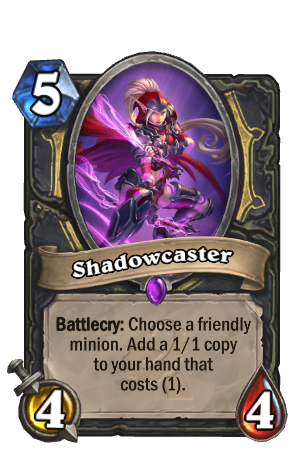 5
Shadowcaster
Battlecry: Choose a friendly
minion. Add a 1/1 copy
to your hand that
costs (1).
4
4